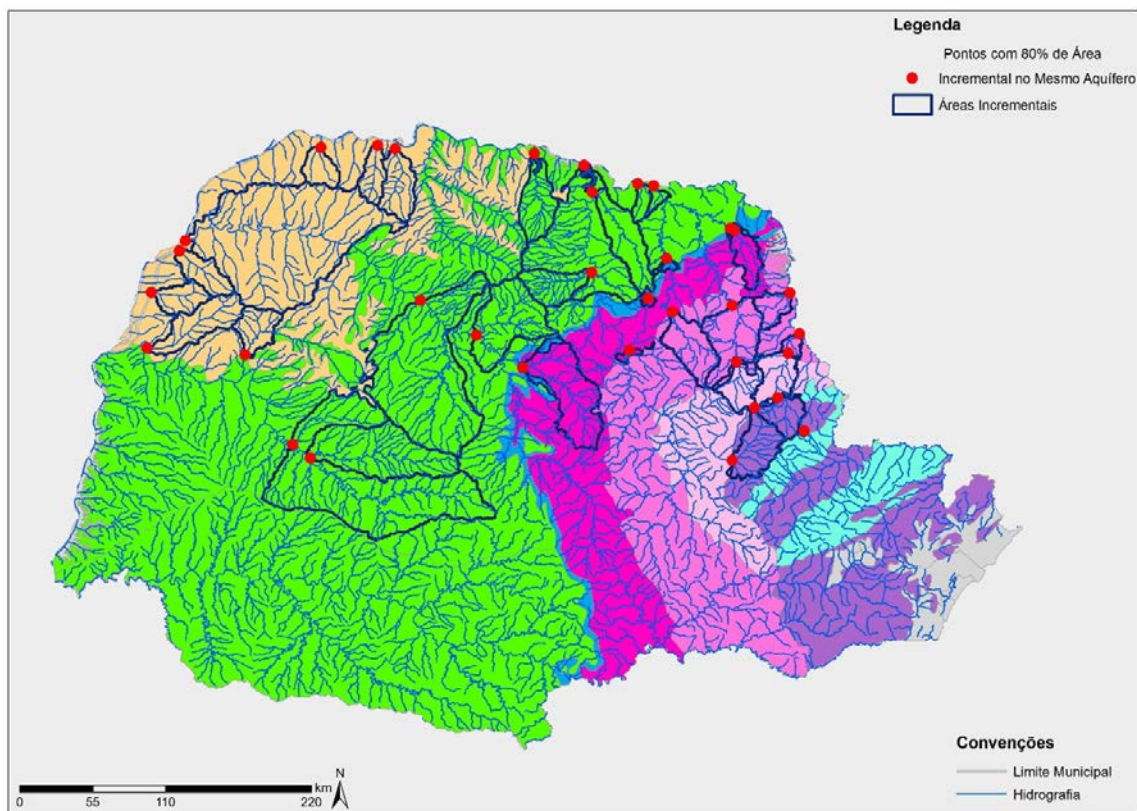 Legenda
Pontos com 80% de Área
Incremental no Mesmo Aquífero
Áreas Incrementais
Convenções
Limite Municipal
Hidrografia
km
N
0 55 110 220